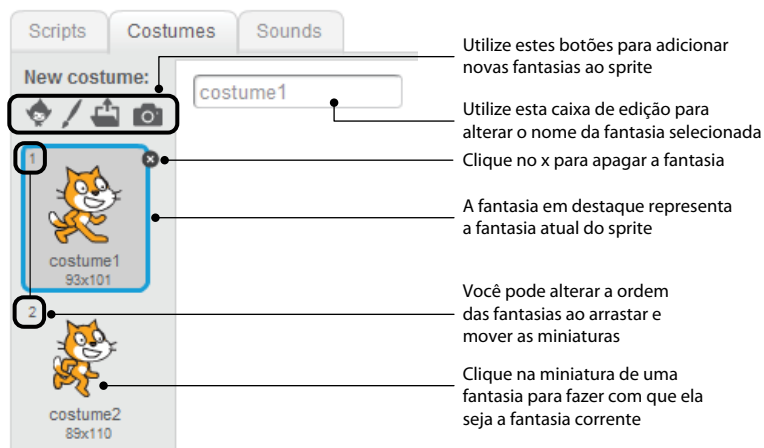 Scripts
Costumes
Sounds
New costume:
costume1
1
costume1
93x101
2
costume2
89x110
Utilize estes botões para adicionar
novas fantasias ao sprite
Utilize esta caixa de edição para
alterar o nome da fantasia selecionada
Clique no x para apagar a fantasia
A fantasia em destaque representa
a fantasia atual do sprite
Você pode alterar a ordem
das fantasias ao arrastar e
mover as miniaturas
Clique na miniatura de uma
fantasia para fazer com que ela
seja a fantasia corrente